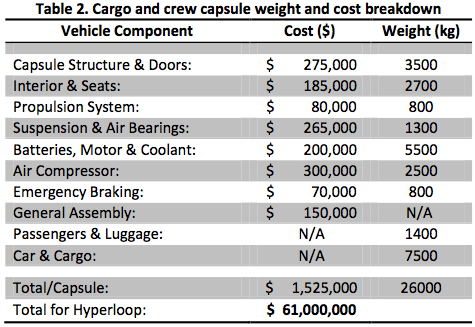 Table 2. Cargo and crew capsule weight and cost breakdown
Vehicle Component Cost ($) Weight (kg)
Capsule Structure & Doors: $ 275,000 3500
Interior & Seats: $ 185,000 2700
Propulsion System: $ 80,000 800
Suspension & Air Bearings: $ 265,000 1300
Batteries, Motor & Coolant: $ 200,000 5500
Air Compressor: $ 300,000 2500
Emergency Braking: $ 70,000 800
General Assembly: $ 150,000 N/A
Passengers & Luggage: N/A 1400
Car & Cargo: N/A 7500
Total/Capsule: $ 1,525,000 26000
Total for Hyperloop: $ 61,000,000